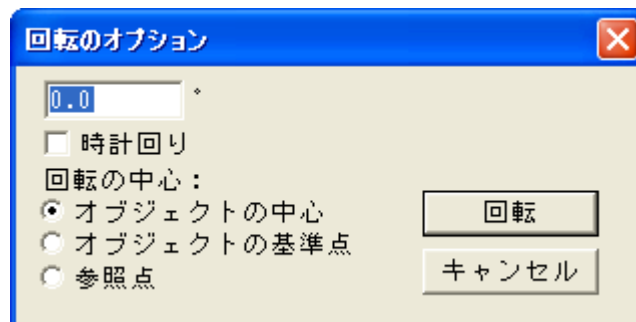 回転のオプション
0.0 °
時計回り
回転の中心：
オブジェクトの中心
オブジェクトの基準点
参照点
回転
キャンセル